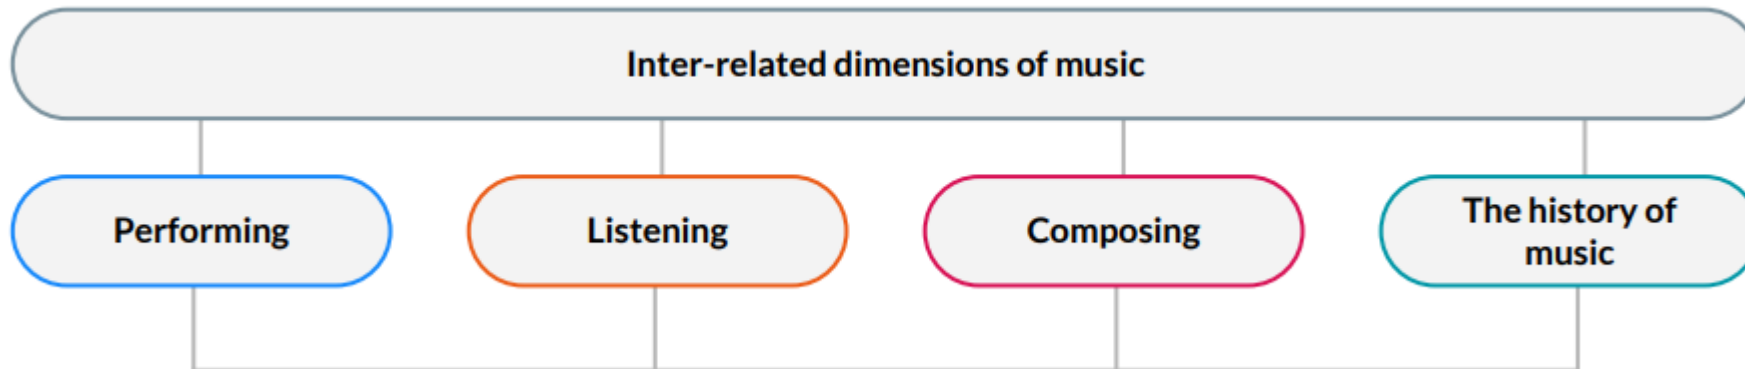 Inter-related dimensions of music
Performing
Listening
Composing
The history of
music